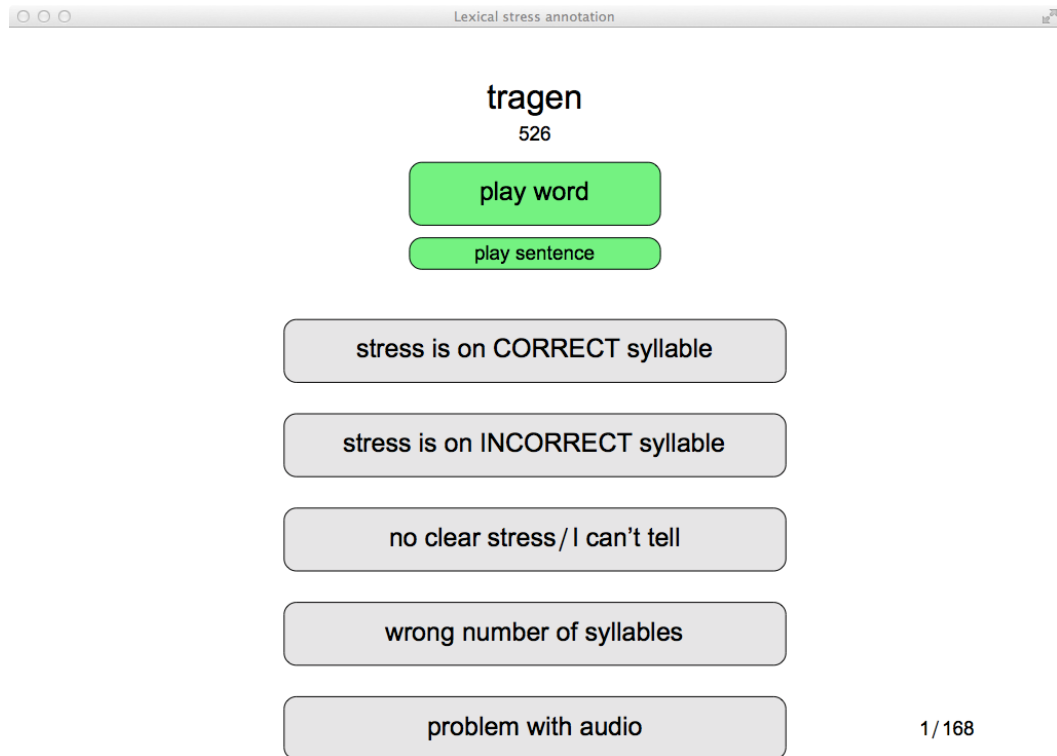 Lexical stress annotation
tragen
526
play word
play sentence
stress is on CORRECT syllable
stress is on INCORRECT syllable
no clear stress / I can't tell
wrong number of syllables
problem with audio
1 / 168